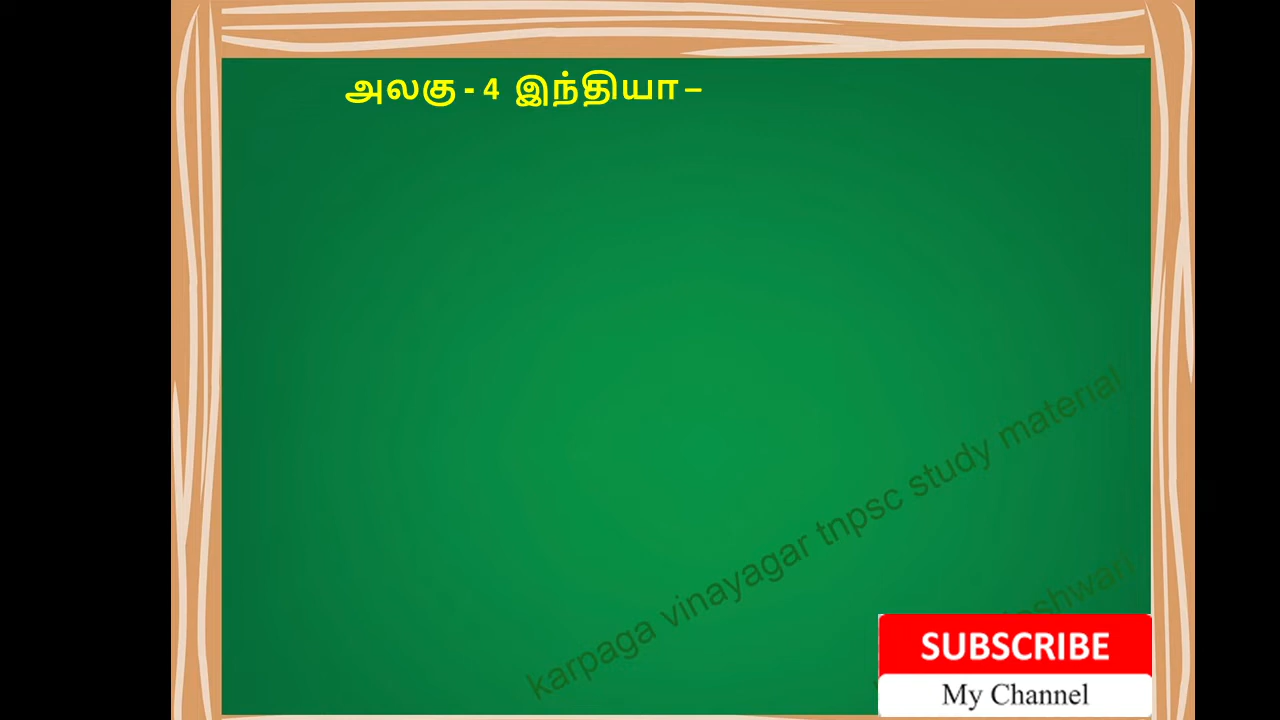 அலகு - 4 இந்தியா –
karpaga vinayagar tnpsc study material
SUBSCRIBE
My Channel